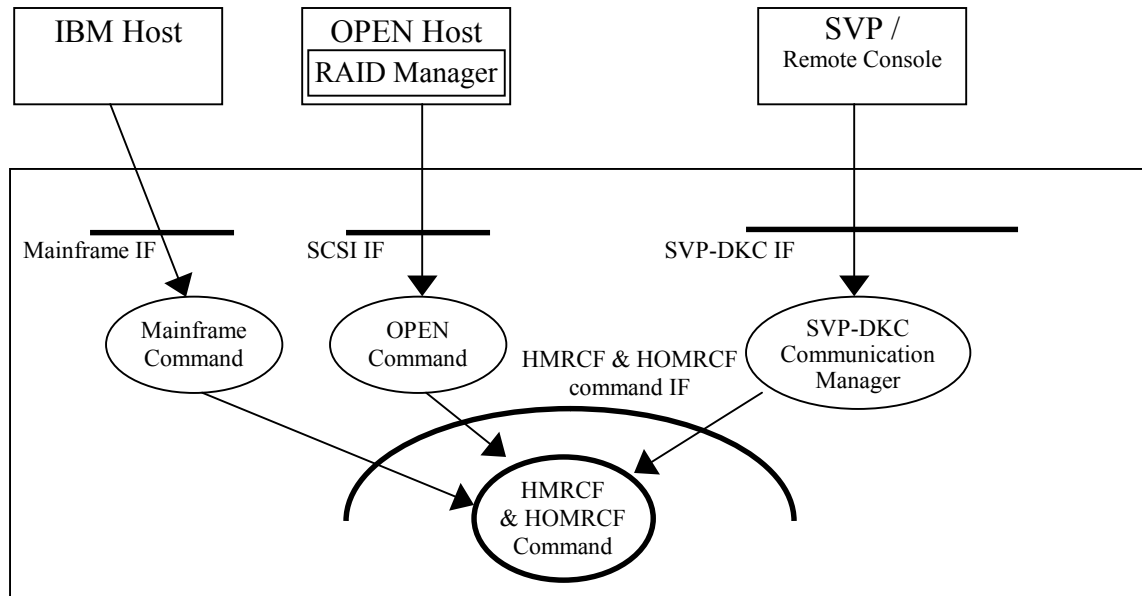 IBM Host
OPEN Host
RAID Manager
SVP /
Remote Console
Mainframe IF
SCSI IF
SVP-DKC IF
Mainframe
Command
OPEN
Command
SVP-DKC
Communication
Manager
HMRCF & HOMRCF
command IF
HMRCF
& HOMRCF
Command